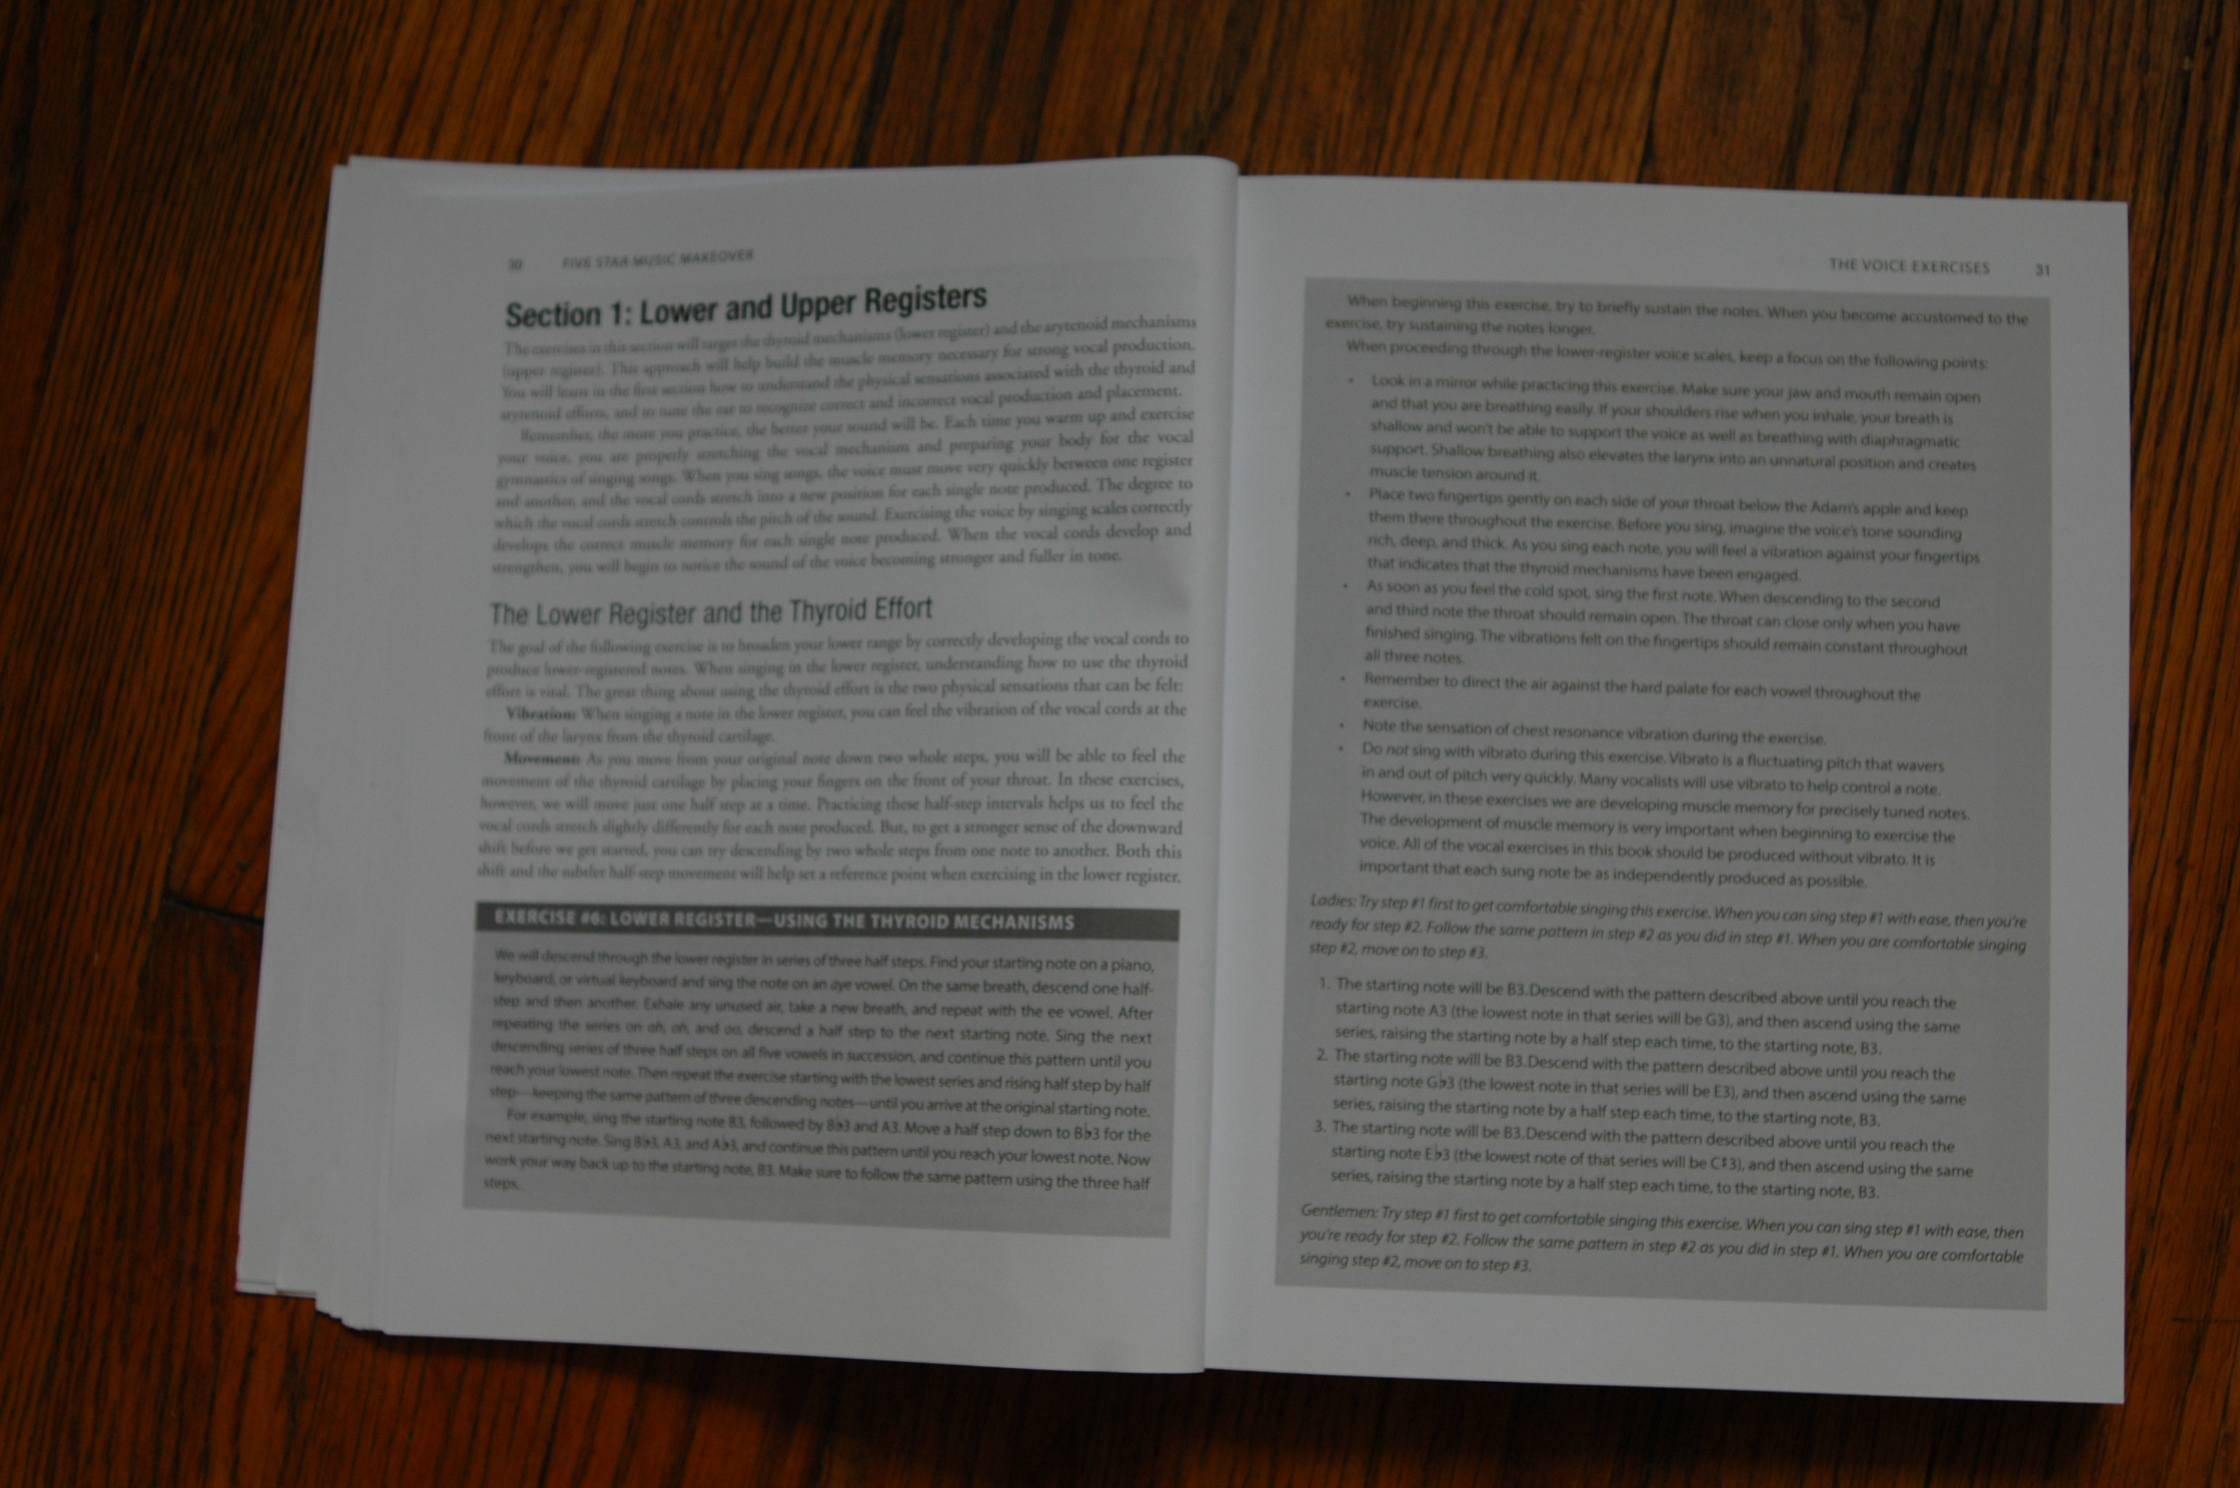 30 FIVE STAR MUSIC MAKEOVER
Section 1: Lower and Upper Registers
The exercises in this section will target the thyroid mechanisms (lower register) and the arytenoid mechanisms
(upper register). This approach will help build the muscle memory necessary for strong vocal production.
You will learn in the first section how to understand the physical sensations associated with the thyroid and
arytenoid efforts, and to tune the ear to recognize correct and incorrect vocal production and placement.
Remember, the more you practice, the better your sound will be. Each time you warm up and exercise
your voice, you are properly stretching the vocal mechanism and preparing your body for the vocal
gymnastics of singing songs. When you sing songs, the voice must move very quickly between one register
and another, and the vocal cords stretch into a new position for each single note produced. The degree to
which the vocal cords stretch controls the pitch of the sound. Exercising the voice by singing scales correctly
develops the correct muscle memory for each single note produced. When the vocal cords develop and
strengthen, you will begin to notice the sound of the voice becoming stronger and fuller in tone.
The Lower Register and the Thyroid Effort
The goal of the following exercise is to broaden your lower range by correctly developing the vocal cords to
produce lower-registered notes. When singing in the lower register, understanding how to use the thyroid
effort is vital. The great thing about using the thyroid effort is the two physical sensations that can be felt:
Vibration: When singing a note in the lower register, you can feel the vibration of the vocal cords at the
front of the larynx from the thyroid cartilage.
Movement: As you move from your original note down two whole steps, you will be able to feel the
movement of the thyroid cartilage by placing your fingers on the front of your throat. In these exercises,
however, we will move just one half step at a time. Practicing these half-step intervals helps us to feel the
vocal cords stretch slightly differently for each note produced. But, to get a stronger sense of the downward
shift before we get started, you can try descending by two whole steps from one note to another. Both this
shift and the subtler half-step movement will help set a reference point when exercising in the lower register.
EXERCISE #6: LOWER REGISTER—USING THE THYROID MECHANISMS
We will descend through the lower register in series of three half steps. Find your starting note on a piano,
keyboard, or virtual keyboard and sing the note on an aye vowel. On the same breath, descend one half-
step and then another. Exhale any unused air, take a new breath, and repeat with the ee vowel. After
repeating the series on ah, oh, and oo, descend a half step to the next starting note. Sing the next
descending series of three half steps on all five vowels in succession, and continue this pattern until you
reach your lowest note. Then repeat the exercise starting with the lowest series and rising half step by half
step—keeping the same pattern of three descending notes—until you arrive at the original starting note.
For example, sing the starting note B3, followed by B♭3 and A3. Move a half step down to B♭3 for the
next starting note. Sing B♭3, A3, and A♭3, and continue this pattern until you reach your lowest note. Now
work your way back up to the starting note, B3. Make sure to follow the same pattern using the three half
steps.
THE VOICE EXERCISES 31
When beginning this exercise, try to briefly sustain the notes. When you become accustomed to the
exercise, try sustaining the notes longer.
When proceeding through the lower-register voice scales, keep a focus on the following points:
• Look in a mirror while practicing this exercise. Make sure your jaw and mouth remain open
and that you are breathing easily. If your shoulders rise when you inhale, your breath is
shallow and won't be able to support the voice as well as breathing with diaphragmatic
support. Shallow breathing also elevates the larynx into an unnatural position and creates
muscle tension around it.
• Place two fingertips gently on each side of your throat below the Adam's apple and keep
them there throughout the exercise. Before you sing, imagine the voice's tone sounding
rich, deep, and thick. As you sing each note, you will feel a vibration against your fingertips
that indicates that the thyroid mechanisms have been engaged.
• As soon as you feel the cold spot, sing the first note. When descending to the second
and third note the throat should remain open. The throat can close only when you have
finished singing. The vibrations felt on the fingertips should remain constant throughout
all three notes.
• Remember to direct the air against the hard palate for each vowel throughout the
exercise.
• Note the sensation of chest resonance vibration during the exercise.
• Do not sing with vibrato during this exercise. Vibrato is a fluctuating pitch that wavers
in and out of pitch very quickly. Many vocalists will use vibrato to help control a note.
However, in these exercises we are developing muscle memory for precisely tuned notes.
The development of muscle memory is very important when beginning to exercise the
voice. All of the vocal exercises in this book should be produced without vibrato. It is
important that each sung note be as independently produced as possible.
Ladies: Try step #1 first to get comfortable singing this exercise. When you can sing step #1 with ease, then you're
ready for step #2. Follow the same pattern in step #2 as you did in step #1. When you are comfortable singing
step #2, move on to step #3.
1. The starting note will be B3. Descend with the pattern described above until you reach the
starting note A3 (the lowest note in that series will be G3), and then ascend using the same
series, raising the starting note by a half step each time, to the starting note, B3.
2. The starting note will be B3. Descend with the pattern described above until you reach the
starting note G♭3 (the lowest note in that series will be E3), and then ascend using the same
series, raising the starting note by a half step each time, to the starting note, B3.
3. The starting note will be B3. Descend with the pattern described above until you reach the
starting note E♭3 (the lowest note of that series will be C♯3), and then ascend using the same
series, raising the starting note by a half step each time, to the starting note, B3.
Gentlemen: Try step #1 first to get comfortable singing this exercise. When you can sing step #1 with ease, then
you're ready for step #2. Follow the same pattern in step #2 as you did in step #1. When you are comfortable
singing step #2, move on to step #3.